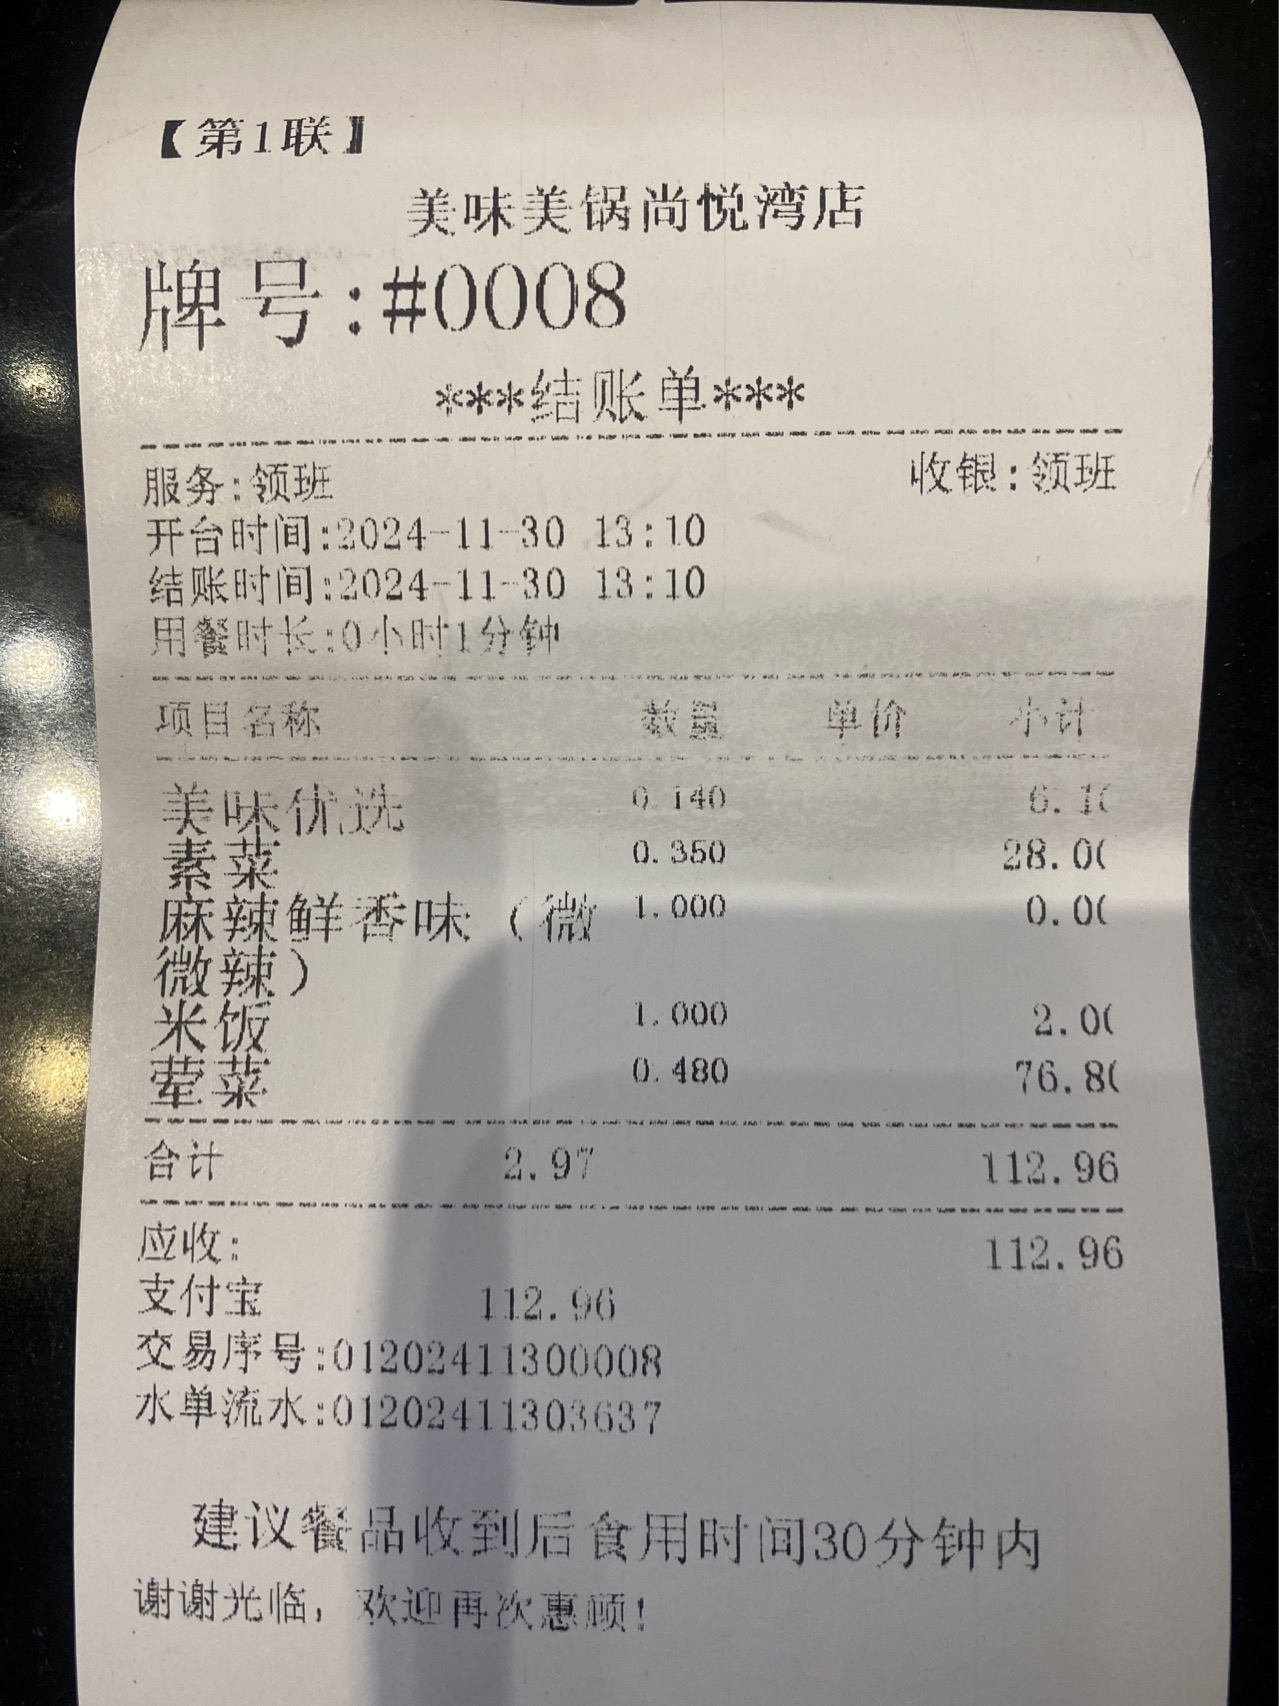 【第1联】
美味美锅尚悦湾店
牌号:#0008
***结账单***
服务:领班 收银:领班
开台时间:2024-11-30 13:10
结账时间:2024-11-30 13:10
用餐时长:0小时1分钟
项目名称 数量 单价 小计
美味优选 0.140 6.1
素菜 0.350 28.0
麻辣鲜香味（微 1.000 0.0
微辣）
米饭 1.000 2.0
荤菜 0.480 76.8
合计 2.97 112.96
应收: 112.96
支付宝 112.96
交易序号:01202411300008
水单流水:01202411303637
建议餐品收到后食用时间30分钟内
谢谢光临，欢迎再次惠顾!